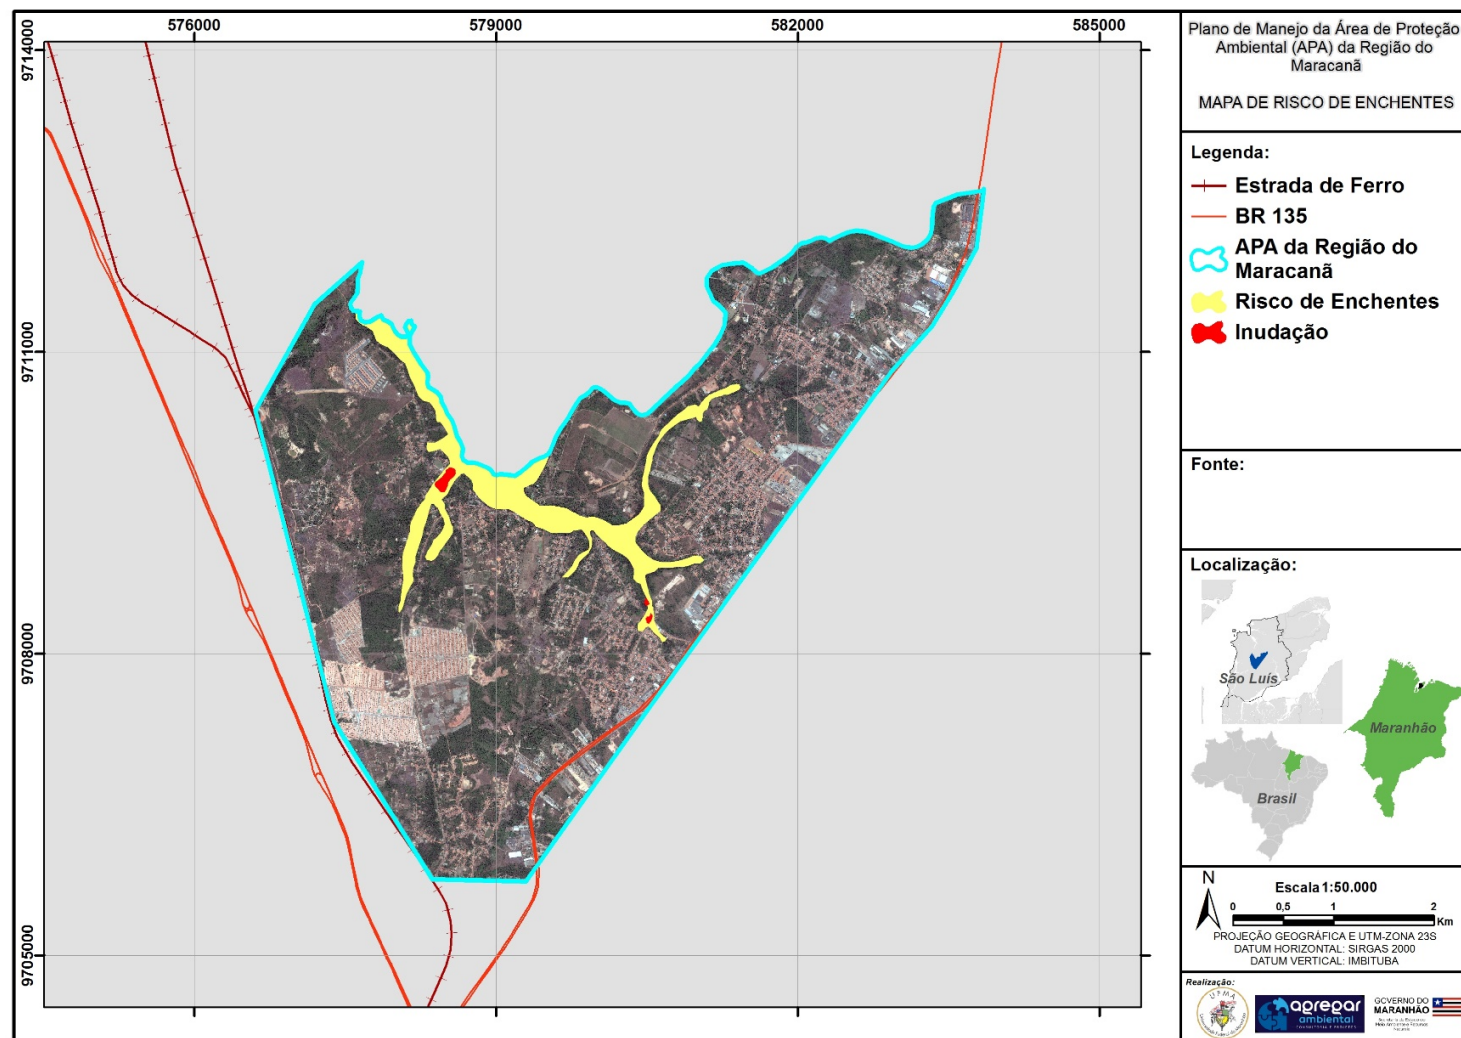 576000
579000
582000
585000
9714000
9711000
9708000
9705000
Plano de Manejo da Área de Proteção
Ambiental (APA) da Região do
Maracanã
MAPA DE RISCO DE ENCHENTES
Legenda:
Estrada de Ferro
BR 135
APA da Região do
Maracanã
Risco de Enchentes
Inudação
Fonte:
Localização:
São Luís
Maranhão
Brasil
N
Escala 1:50.000
0 0,5 1 2
Km
PROJEÇÃO GEOGRÁFICA E UTM-ZONA 23S
DATUM HORIZONTAL: SIRGAS 2000
DATUM VERTICAL: IMBITUBA
Realização:
UFMA
agregar
ambiental
GOVERNO DO
MARANHÃO